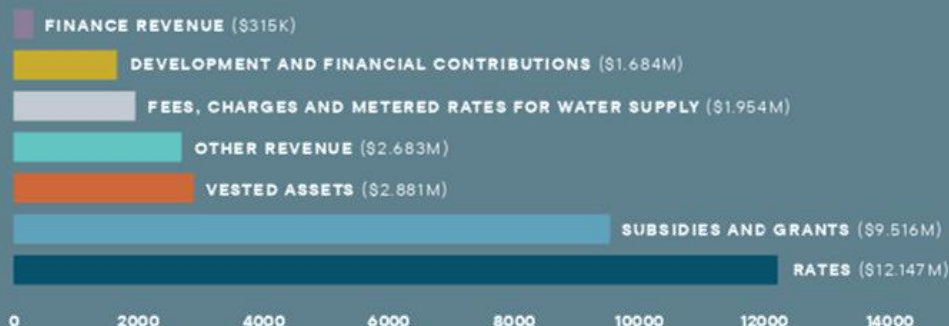 FINANCE REVENUE ($315K)
DEVELOPMENT AND FINANCIAL CONTRIBUTIONS ($1.684M)
FEES, CHARGES AND METERED RATES FOR WATER SUPPLY ($1.954M)
OTHER REVENUE ($2.683M)
VESTED ASSETS ($2.881M)
SUBSIDIES AND GRANTS ($9.516M)
RATES ($12.147M)
0 2000 4000 6000 8000 10000 12000 14000